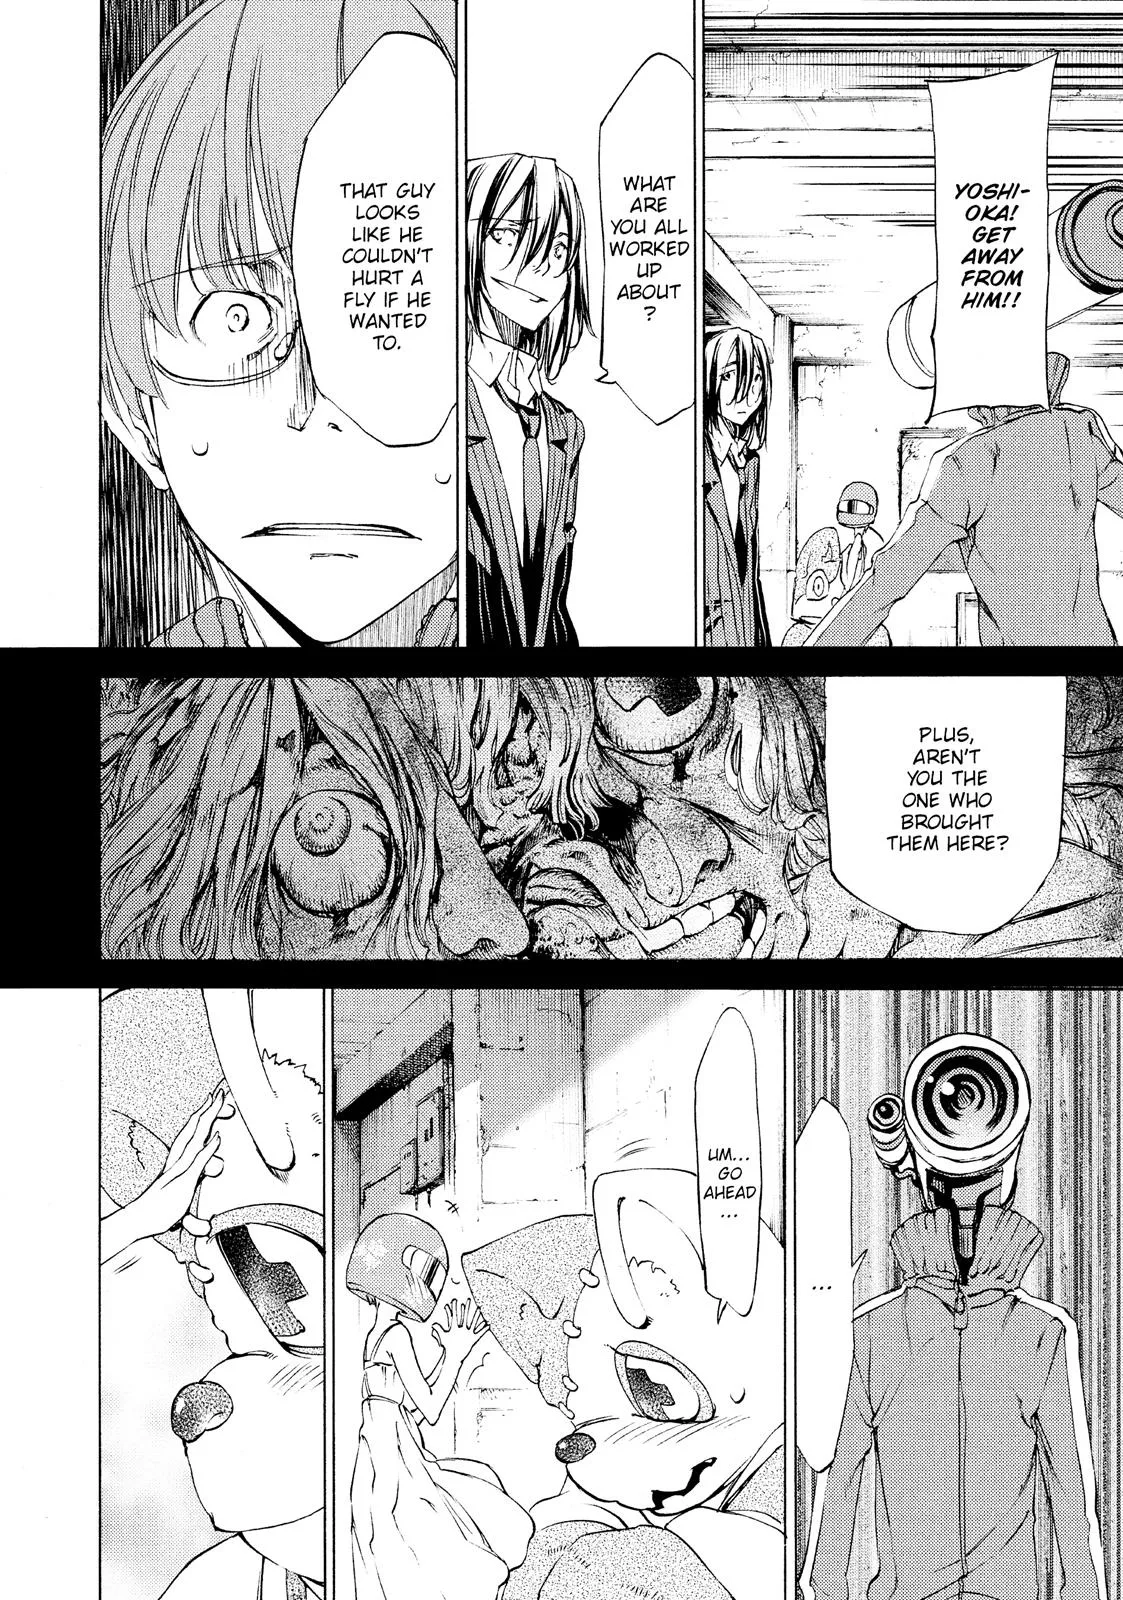 YOSHI-
OKA!
GET
AWAY
FROM
HIM!!
WHAT
ARE
YOU ALL
WORKED
UP
ABOUT
?
THAT GUY
LOOKS
LIKE HE
COULDN'T
HURT A
FLY IF HE
WANTED
TO.
PLUS,
AREN'T
YOU THE
ONE WHO
BROUGHT
THEM HERE?
...
UM...
GO
AHEAD
...